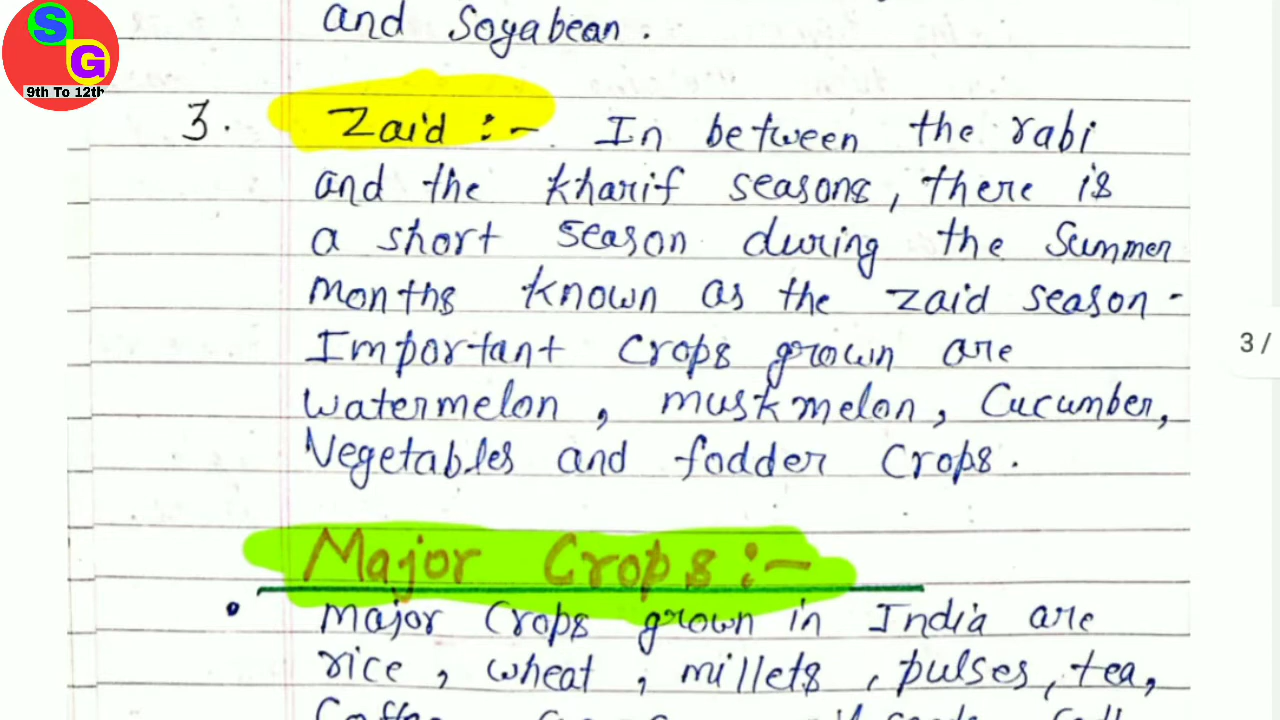 and Soyabean.
SG
9th To 12th
3. Zaid :- In between the rabi
and the kharif seasons, there is
a short season during the Summer
months known as the zaid season-
Important Crops grown are
watermelon, muskmelon, Cucumber,
Vegetables and fodder Crops.
3 /
Major Crops :-
• Major Crops grown in India are
rice, wheat, millets, pulses, tea,